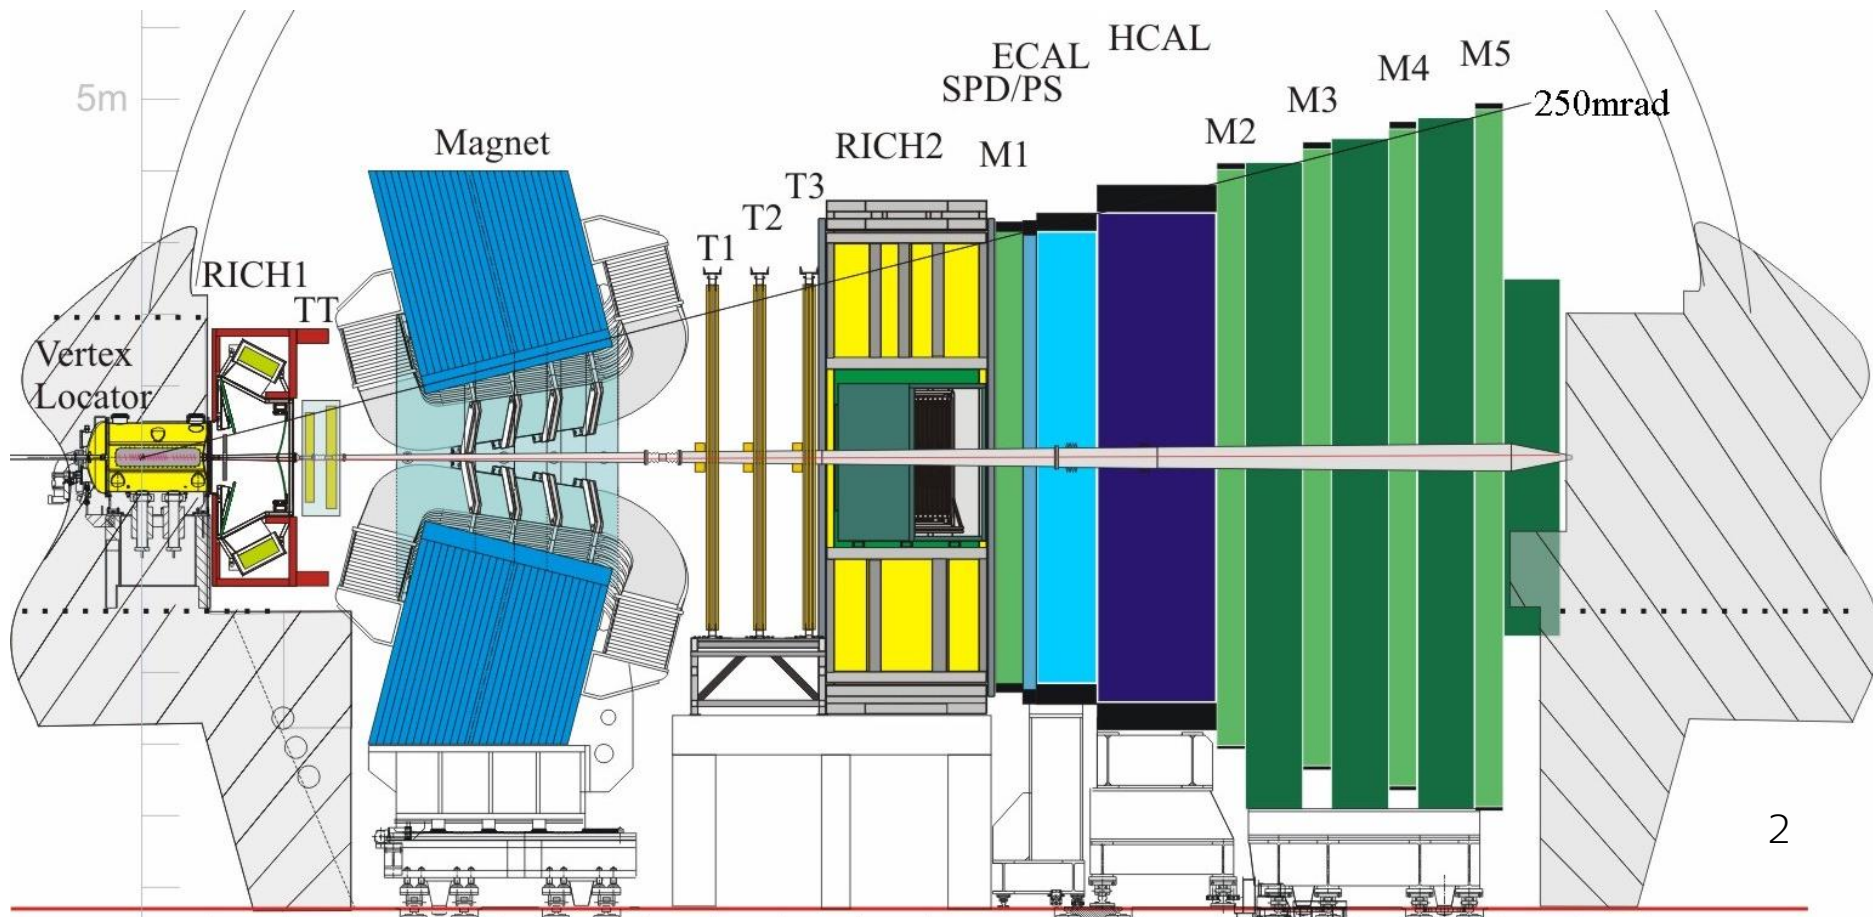 HCAL
ECAL
M5
M4
SPD/PS
5m
M3
250mrad
Magnet
M2
RICH2
M1
T3
T2
T1
RICH1
TT
Vertex
Locator
2